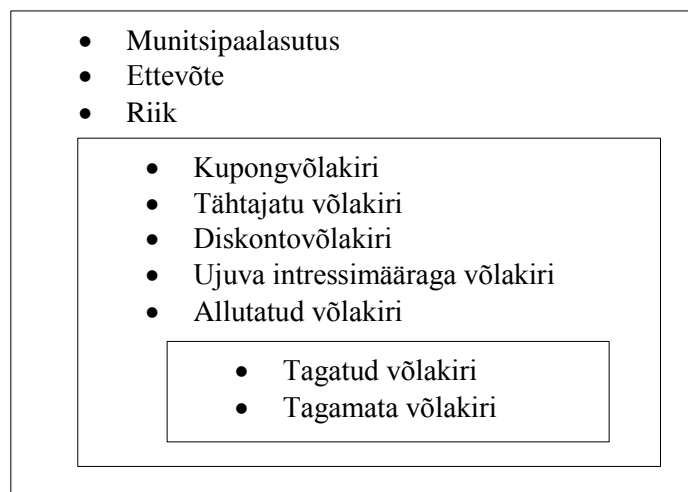 • Munitsipaalasutus
• Ettevõte
• Riik
• Kupongvõlakiri
• Tähtajatu võlakiri
• Diskontovõlakiri
• Ujuva intressimääraga võlakiri
• Allutatud võlakiri
• Tagatud võlakiri
• Tagamata võlakiri